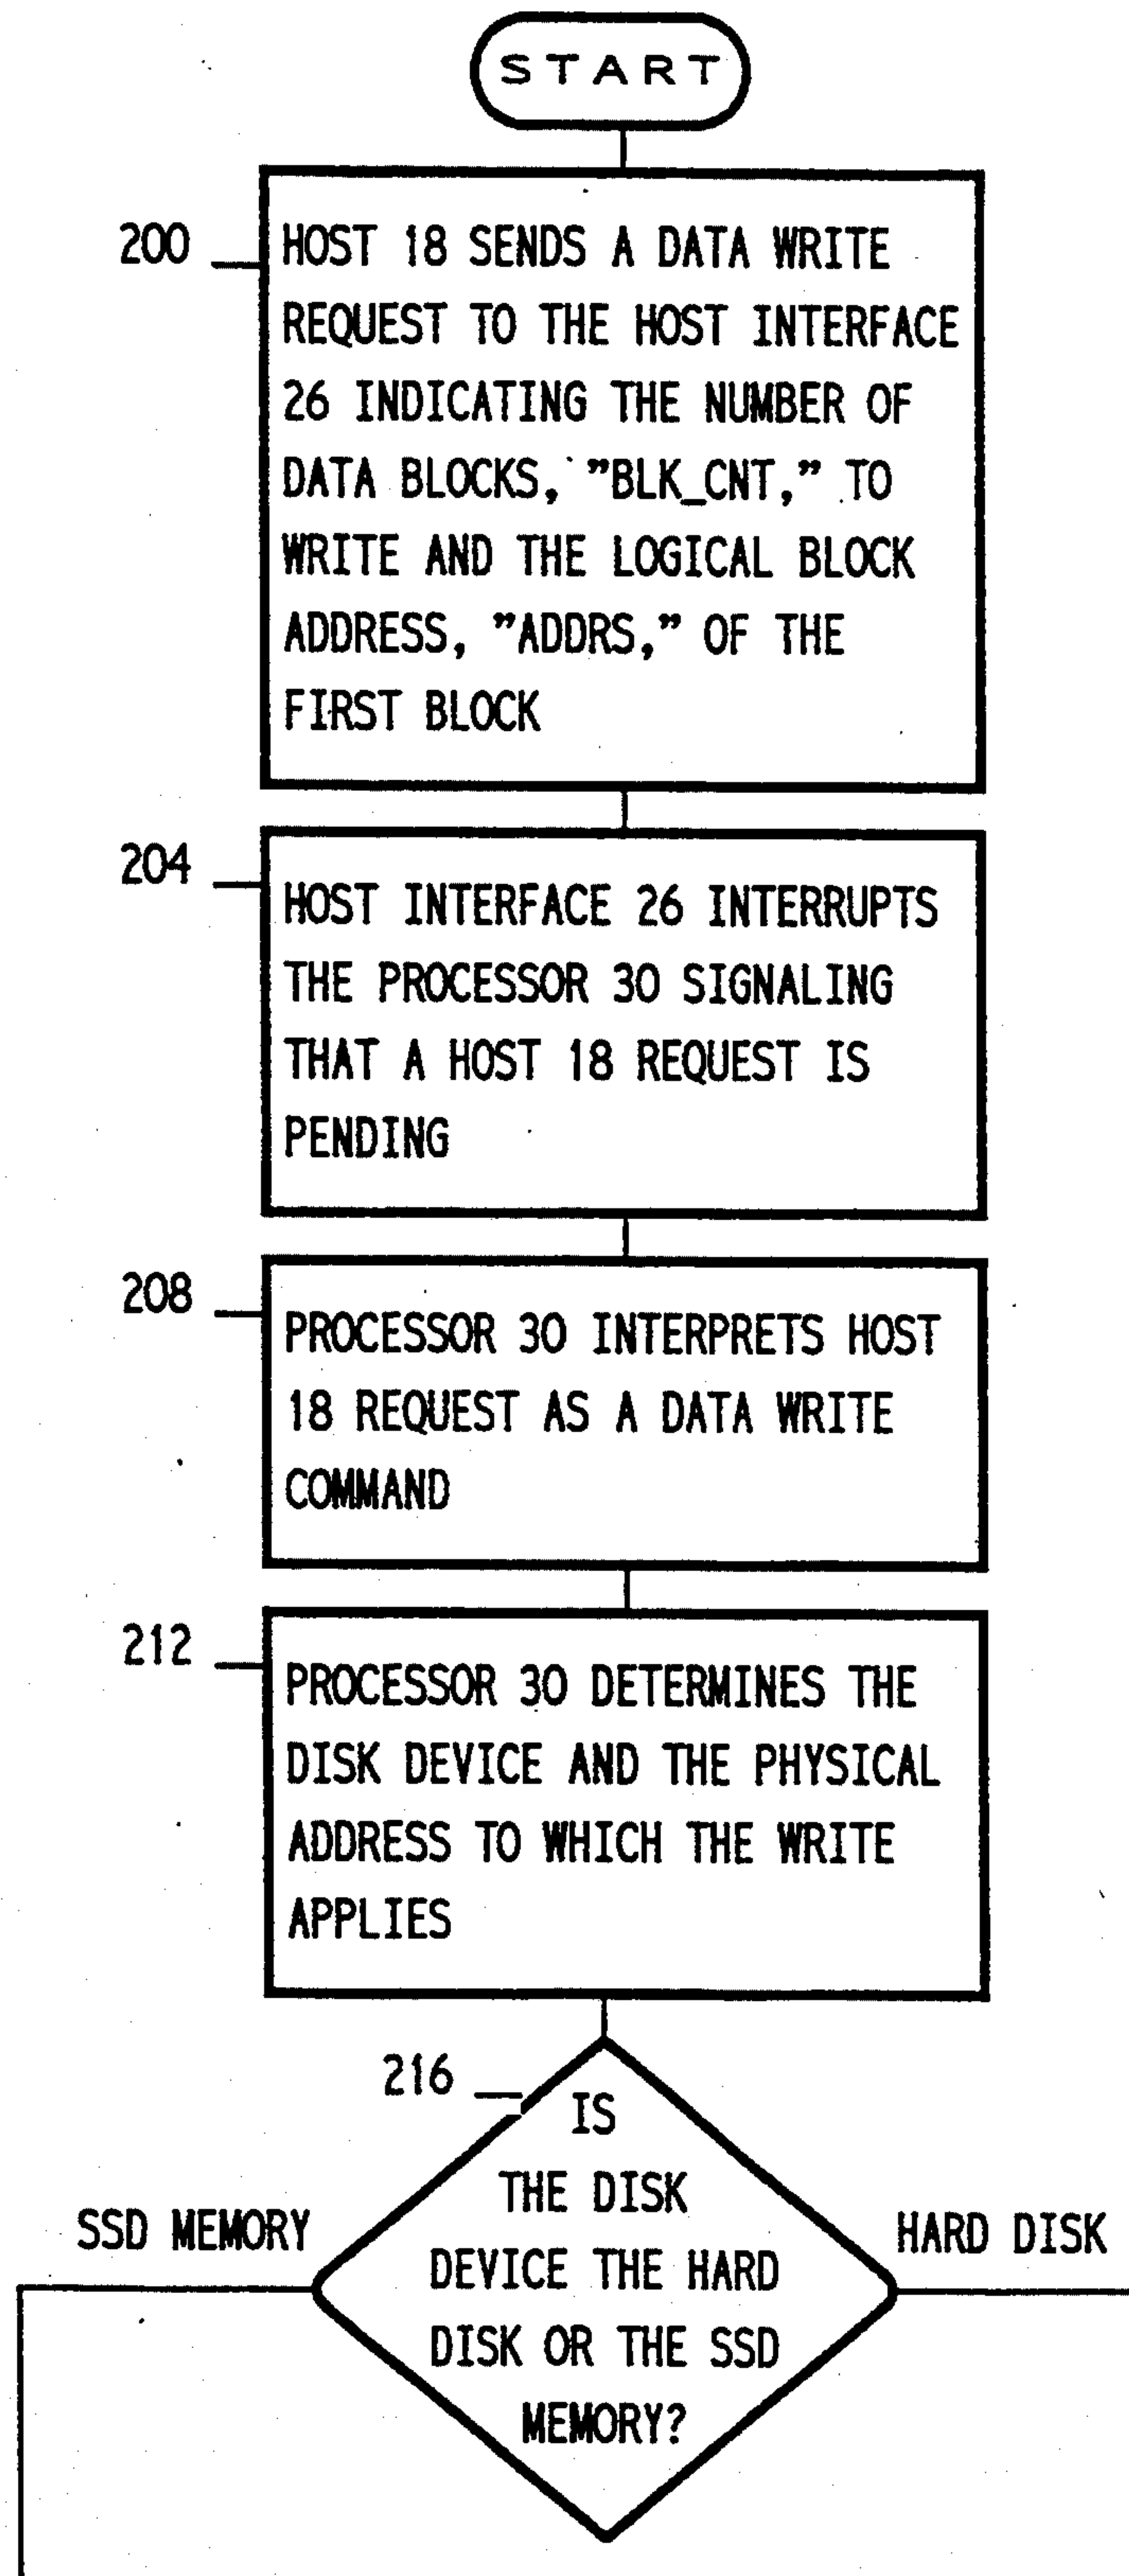 START
200
HOST 18 SENDS A DATA WRITE
REQUEST TO THE HOST INTERFACE
26 INDICATING THE NUMBER OF
DATA BLOCKS, ”BLK_CNT,” TO
WRITE AND THE LOGICAL BLOCK
ADDRESS, ”ADDRS,” OF THE
FIRST BLOCK
204
HOST INTERFACE 26 INTERRUPTS
THE PROCESSOR 30 SIGNALING
THAT A HOST 18 REQUEST IS
PENDING
208
PROCESSOR 30 INTERPRETS HOST
18 REQUEST AS A DATA WRITE
COMMAND
212
PROCESSOR 30 DETERMINES THE
DISK DEVICE AND THE PHYSICAL
ADDRESS TO WHICH THE WRITE
APPLIES
216
IS
THE DISK
DEVICE THE HARD
DISK OR THE SSD
MEMORY?
SSD MEMORY
HARD DISK